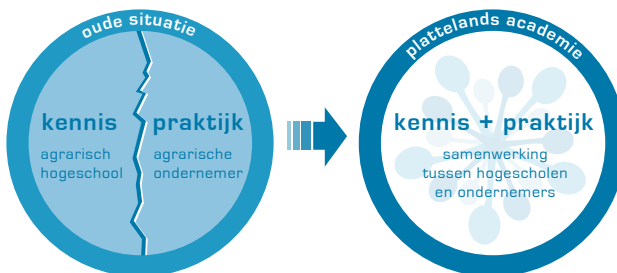 oude situatie
kennis
agrarisch
hogeschool
praktijk
agrarische
ondernemer
plattelands academie
kennis + praktijk
samenwerking
tussen hogescholen
en ondernemers